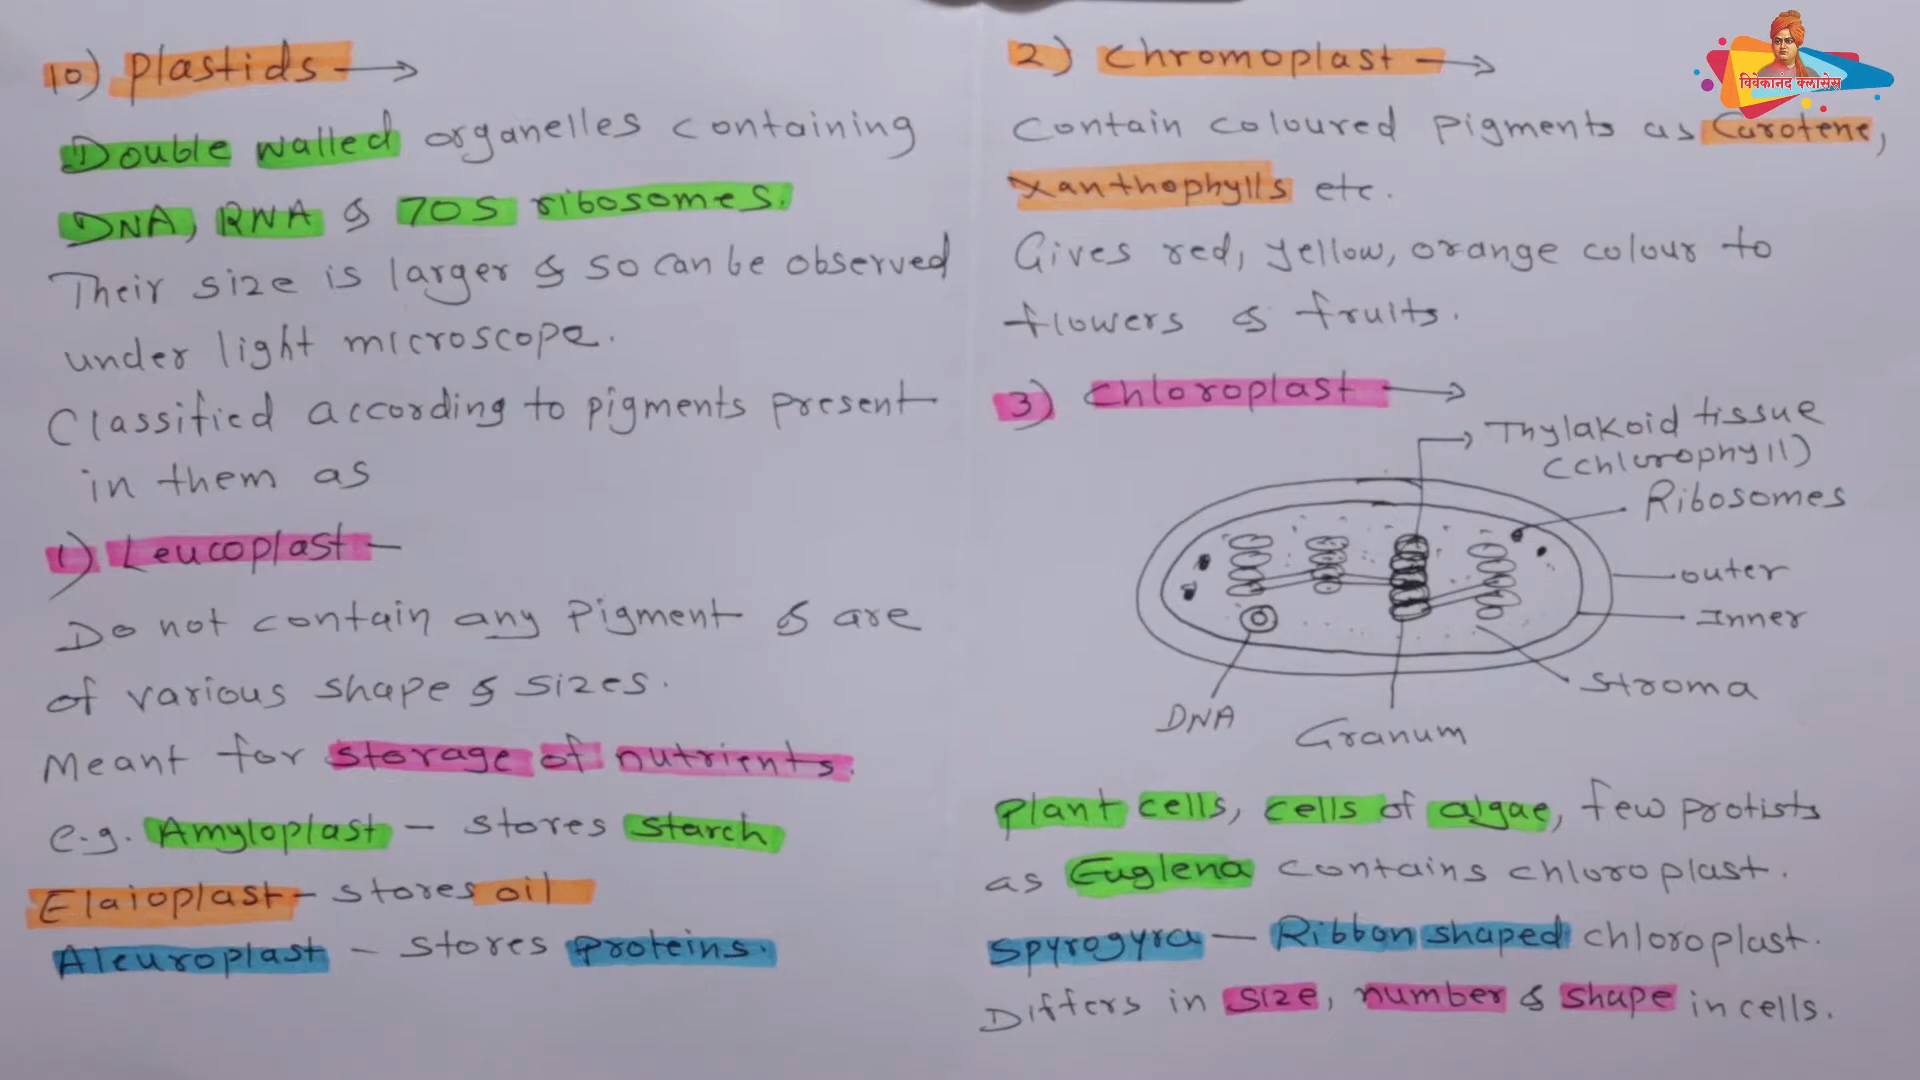 10) Plastids →
Double walled organelles containing
DNA, RNA & 70S ribosomes.
Their size is larger & so can be observed
under light microscope.
Classified according to pigments present
in them as
1) Leucoplast -
Do not contain any pigment & are
of various shape & sizes.
Meant for storage of nutrients.
e.g. Amyloplast - stores starch
Elaioplast - stores oil
Aleuroplast - stores proteins.
2) Chromoplast →
Contain coloured pigments as Carotene,
Xanthophylls etc.
Gives red, yellow, orange colour to
flowers & fruits.
3) Chloroplast →
Thylakoid tissue
(chlorophyll)
Ribosomes
outer
Inner
Stroma
DNA
Granum
Plant cells, cells of algae, few protists
as Euglena contains chloroplast.
Spyrogyra - Ribbon shaped chloroplast.
Differs in size, number & shape in cells.
विवेकानंद क्लासेस